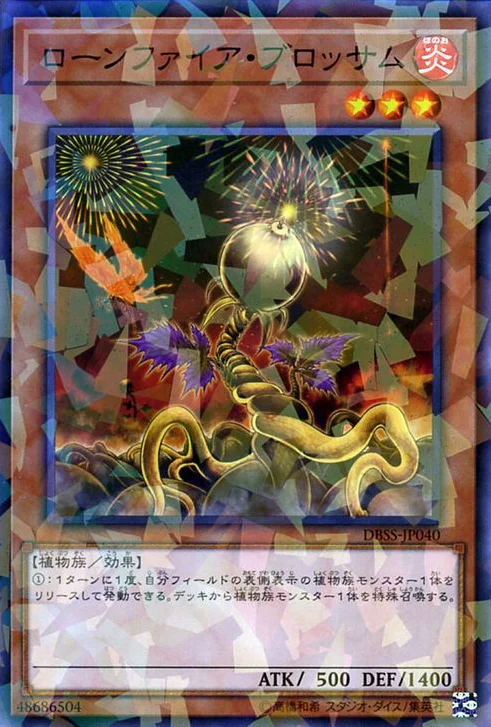 ローンファイア・ブロッサム
炎
ほのお
DBSS-JP040
【植物族／効果】
①：1ターンに1度、自分フィールドの表側表示の植物族モンスター1体を
リリースして発動できる。デッキから植物族モンスター1体を特殊召喚する。
ATK/ 500 DEF/1400
48686504
©高橋和希 スタジオ・ダイス/集英社